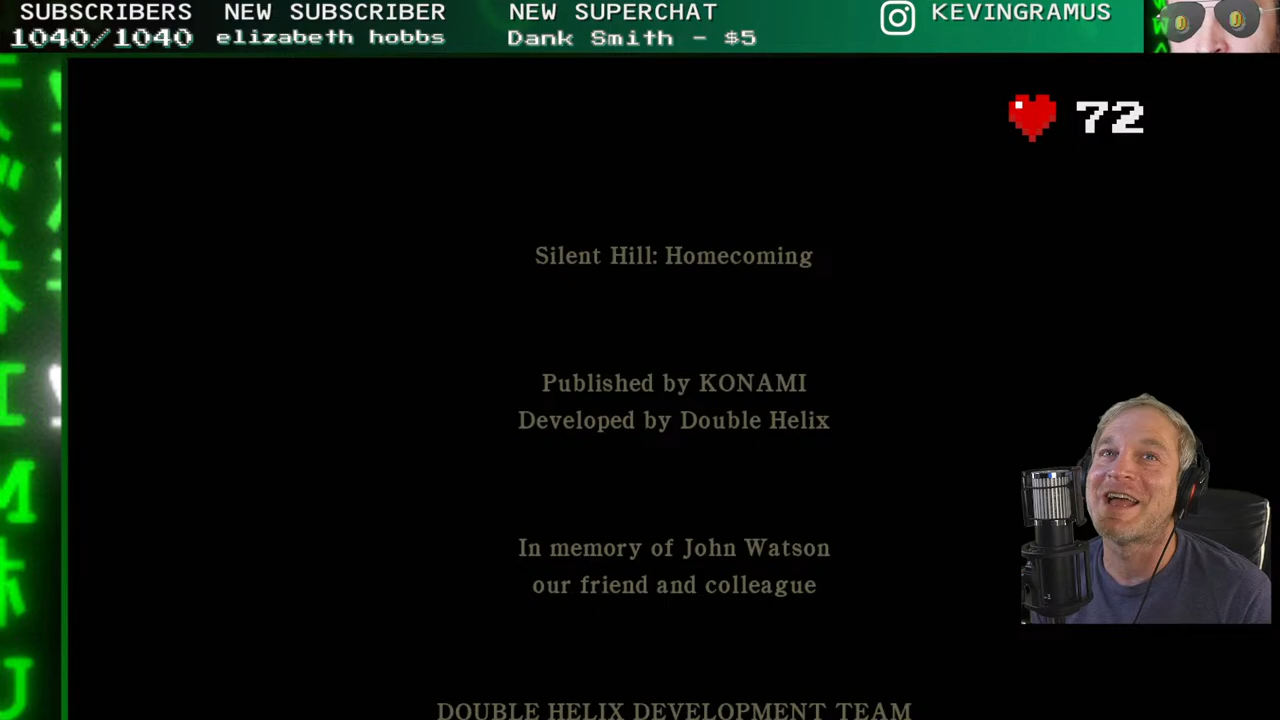 SUBSCRIBERS
1040/1040
NEW SUBSCRIBER
elizabeth hobbs
NEW SUPERCHAT
Dank Smith - $5
KEVINGRAMUS
72
Silent Hill: Homecoming
Published by KONAMI
Developed by Double Helix
In memory of John Watson
our friend and colleague
DOUBLE HELIX DEVELOPMENT TEAM